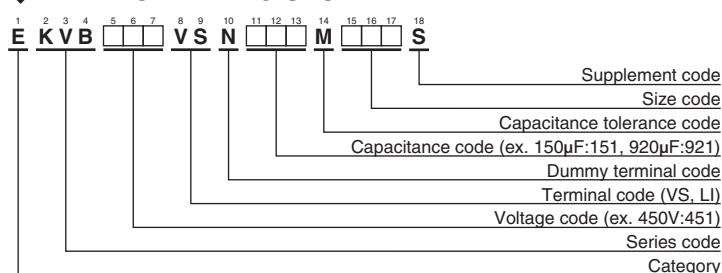 1 2 3 4 5 6 7 8 9 10 11 12 13 14 15 16 17 18
E K V B V S N M S
Supplement code
Size code
Capacitance tolerance code
Capacitance code (ex. 150µF:151, 920µF:921)
Dummy terminal code
Terminal code (VS, LI)
Voltage code (ex. 450V:451)
Series code
Category